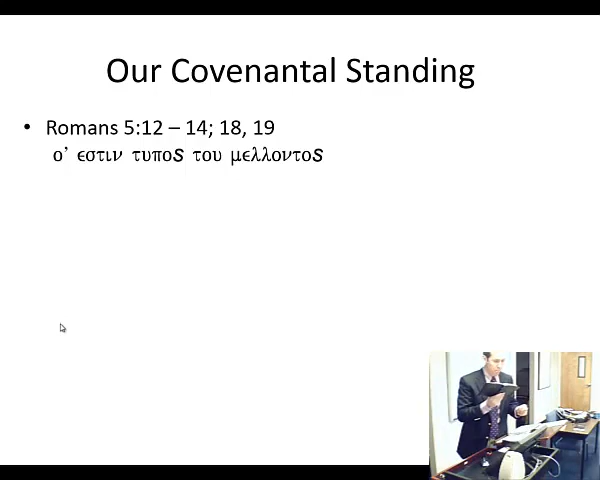 Our Covenantal Standing
• Romans 5:12 – 14; 18, 19
ο’ εστιν τυποs του μελλοντοs